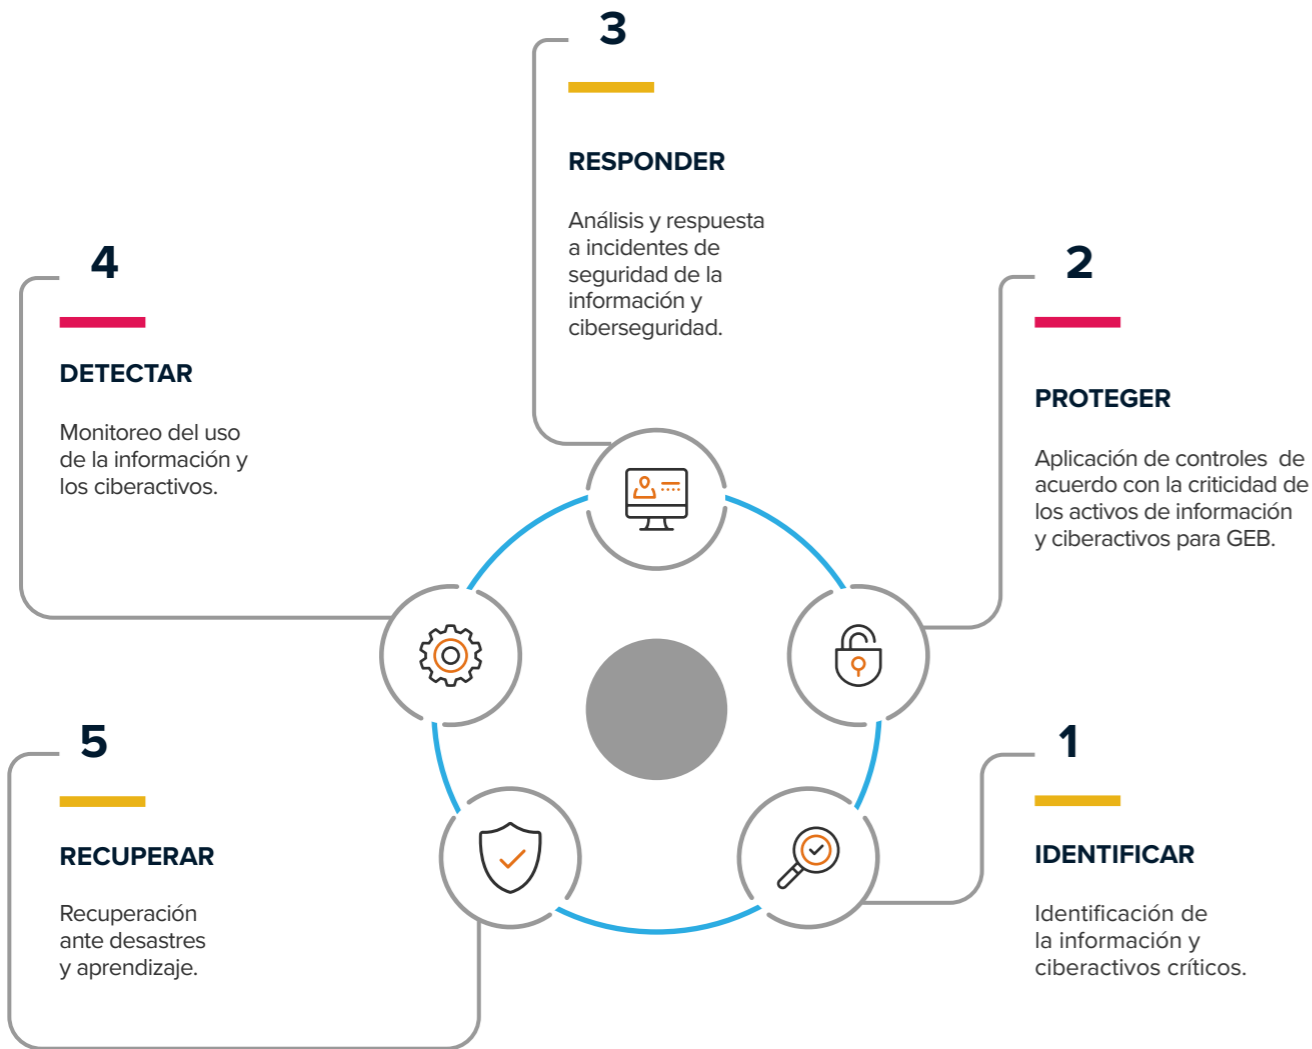 3
RESPONDER
Análisis y respuesta
a incidentes de
seguridad de la
información y
ciberseguridad.
4
DETECTAR
Monitoreo del uso
de la información y
los ciberactivos.
2
PROTEGER
Aplicación de controles de
acuerdo con la criticidad de
los activos de información
y ciberactivos para GEB.
5
RECUPERAR
Recuperación
ante desastres
y aprendizaje.
1
IDENTIFICAR
Identificación de
la información y
ciberactivos críticos.